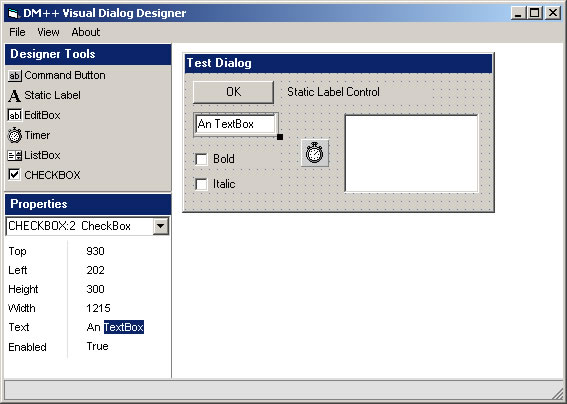 DM++ Visual Dialog Designer
File View About
Designer Tools
ab Command Button
A Static Label
ab EditBox
Timer
ListBox
CHECKBOX
Properties
CHECKBOX:2 CheckBox
Top 930
Left 202
Height 300
Width 1215
Text An TextBox
Enabled True
Test Dialog
OK Static Label Control
An TextBox
Bold
Italic